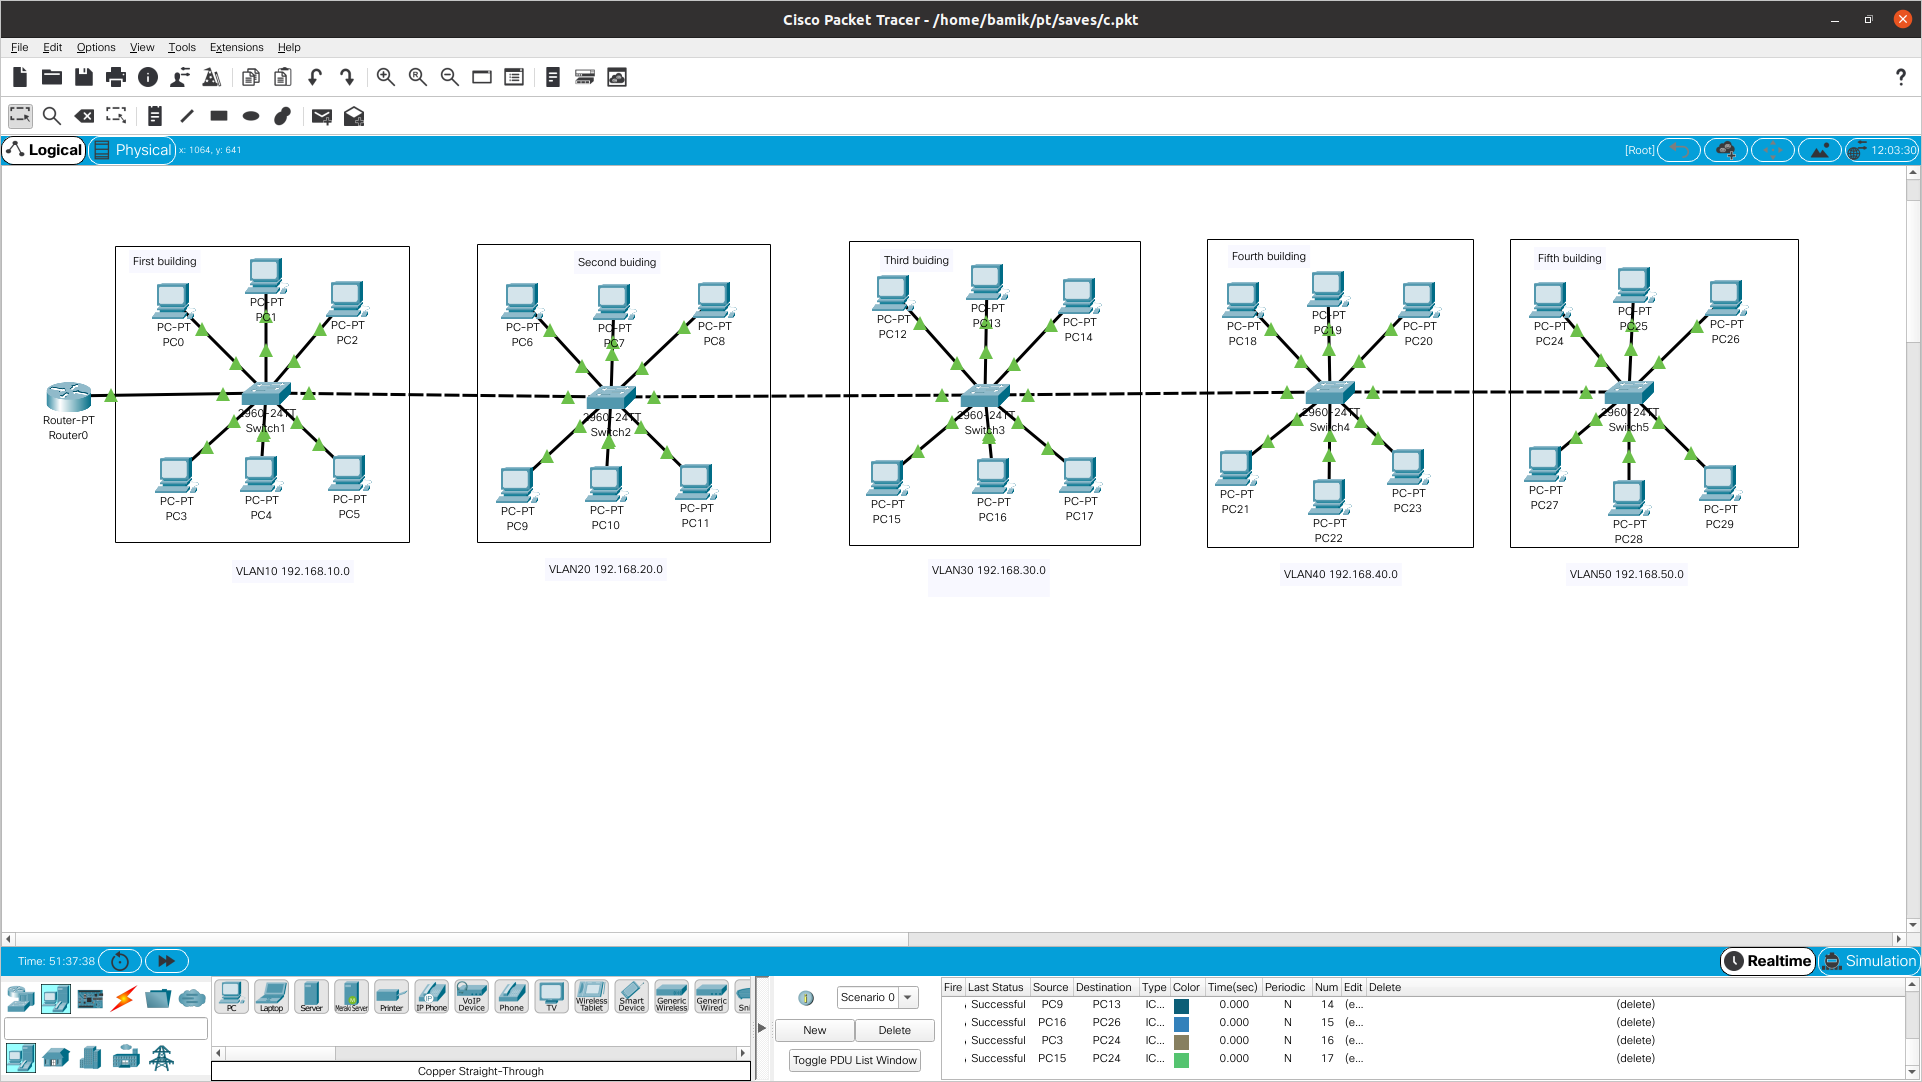 Cisco Packet Tracer - /home/bamik/pt/saves/c.pkt
File Edit Options View Tools Extensions Help
Logical Physical x: 1064, y: 641 [Root] 12:03:30
First building
PC-PT
PC0
PC-PT
PC1
PC-PT
PC2
Router-PT
Router0
2960-24TT
Switch1
PC-PT
PC3
PC-PT
PC4
PC-PT
PC5
VLAN10 192.168.10.0
Second buiding
PC-PT
PC6
PC-PT
PC7
PC-PT
PC8
2960-24TT
Switch2
PC-PT
PC9
PC-PT
PC10
PC-PT
PC11
VLAN20 192.168.20.0
Third buiding
PC-PT
PC12
PC-PT
PC13
PC-PT
PC14
2960-24TT
Switch3
PC-PT
PC15
PC-PT
PC16
PC-PT
PC17
VLAN30 192.168.30.0
Fourth building
PC-PT
PC18
PC-PT
PC19
PC-PT
PC20
2960-24TT
Switch4
PC-PT
PC21
PC-PT
PC22
PC-PT
PC23
VLAN40 192.168.40.0
Fifth building
PC-PT
PC24
PC-PT
PC25
PC-PT
PC26
2960-24TT
Switch5
PC-PT
PC27
PC-PT
PC28
PC-PT
PC29
VLAN50 192.168.50.0
Time: 51:37:38 Realtime Simulation
PC Laptop Server Meraki Server Printer IP Phone VoIP Device Phone TV Wireless Tablet Smart Device Generic Wireless Generic Wired Sni
Copper Straight-Through
Scenario 0
New Delete
Toggle PDU List Window
Fire Last Status Source Destination Type Color Time(sec) Periodic Num Edit Delete
Successful PC9 PC13 IC... 0.000 N 14 (e... (delete)
Successful PC16 PC26 IC... 0.000 N 15 (e... (delete)
Successful PC3 PC24 IC... 0.000 N 16 (e... (delete)
Successful PC15 PC24 IC... 0.000 N 17 (e... (delete)